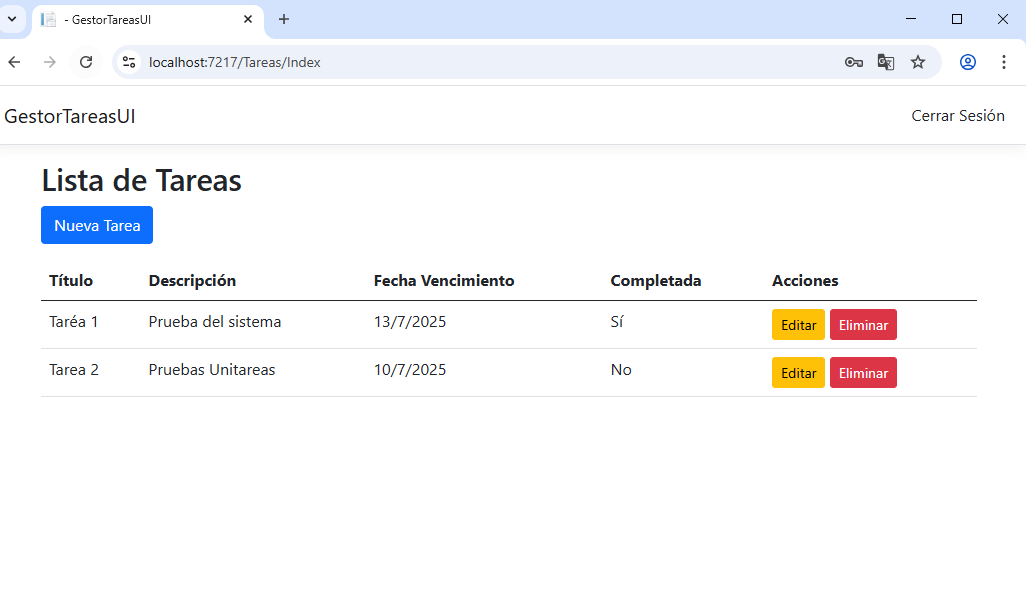 - GestorTareasUI
localhost:7217/Tareas/Index
GestorTareasUI Cerrar Sesión
Lista de Tareas
Nueva Tarea
Título Descripción Fecha Vencimiento Completada Acciones
Taréa 1 Prueba del sistema 13/7/2025 Sí Editar Eliminar
Tarea 2 Pruebas Unitareas 10/7/2025 No Editar Eliminar